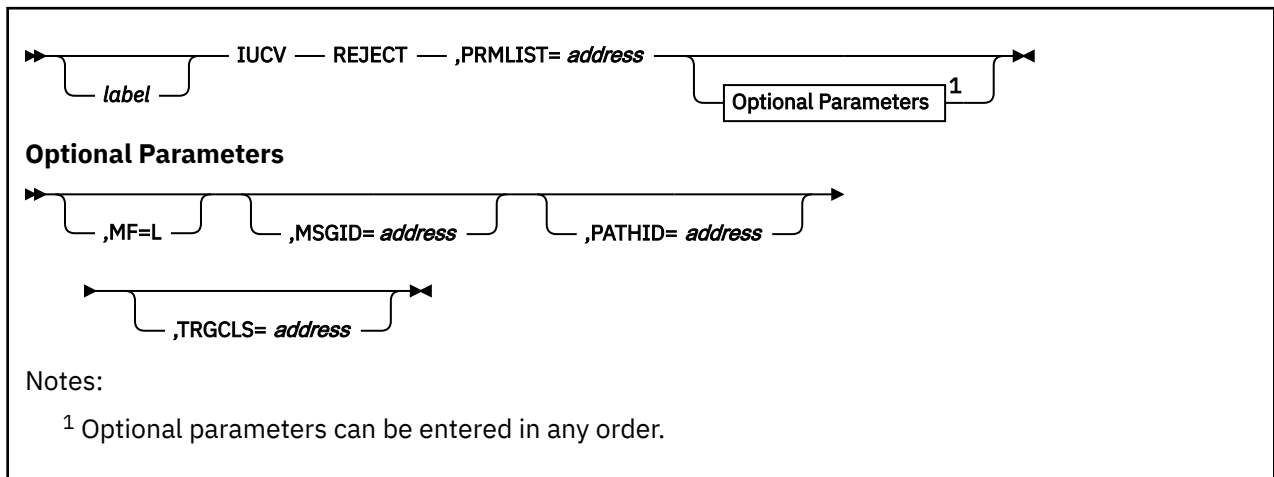 IUCV REJECT ,PRMLIST= address
label
Optional Parameters 1
Optional Parameters
,MF=L ,MSGID= address ,PATHID= address
,TRGCLS= address
Notes:
1 Optional parameters can be entered in any order.